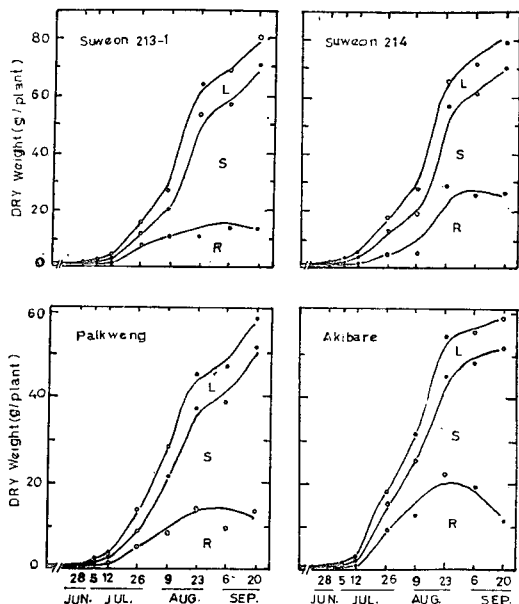 Suweon 213-1
Suweon 214
80
60
40
20
0
DRY Weight (g/plant)
L
S
R
L
S
R
Palkweng
Akibare
60
40
20
0
DRY Weight (g/plant)
L
S
R
L
S
R
28 5 12 26 9 23 6 20
28 5 12 26 9 23 6 20
JUN. JUL. AUG. SEP.
JUN. JUL. AUG. SEP.